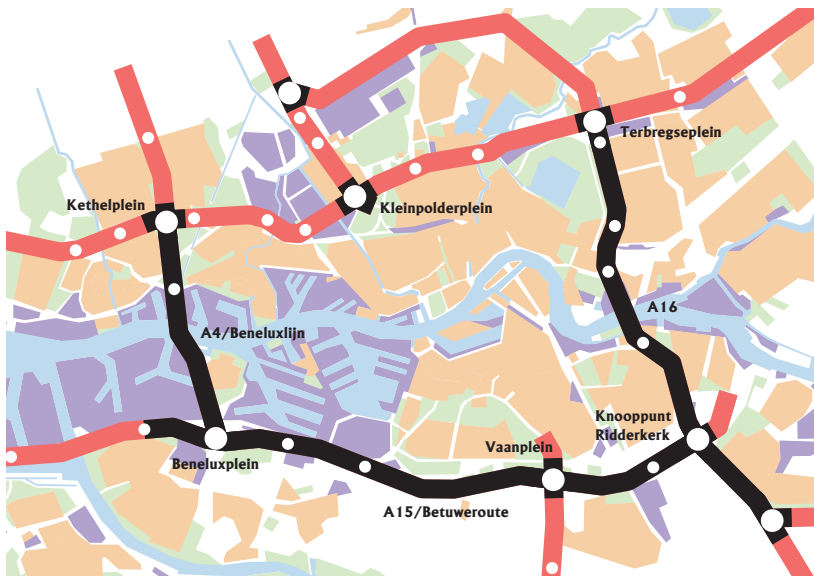 Terbregseplein
Kethelplein
Kleinpolderplein
A16
A4/Beneluxlijn
Knooppunt
Ridderkerk
Vaanplein
Beneluxplein
A15/Betuweroute